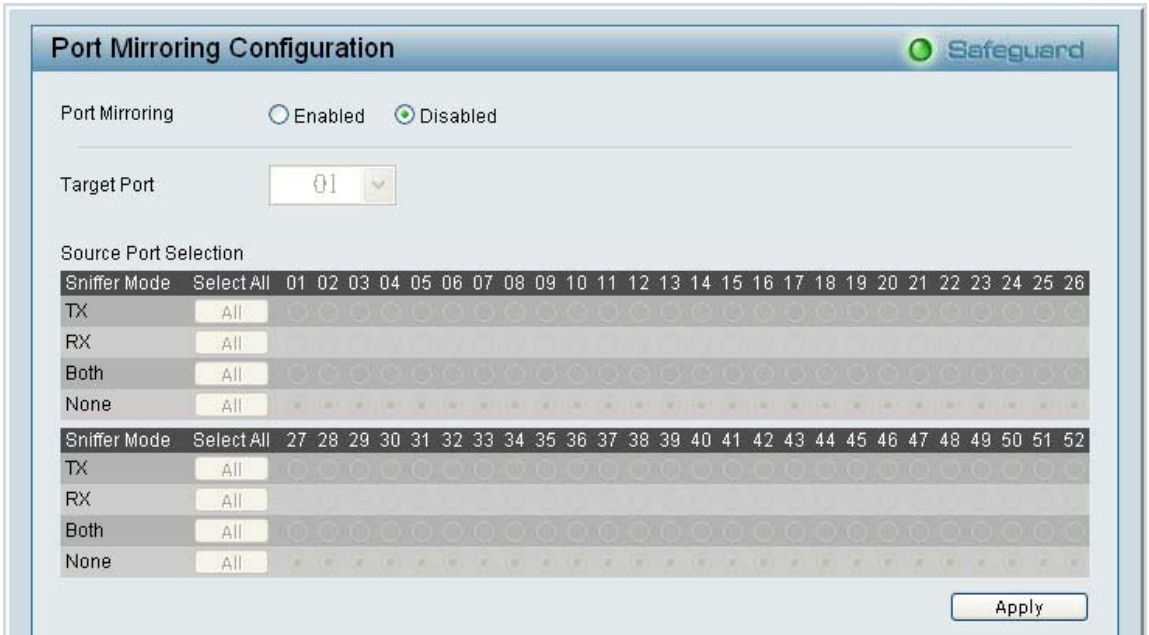 Port Mirroring Configuration Safeguard
Port Mirroring Enabled Disabled
Target Port 01
Source Port Selection
Sniffer Mode Select All 01 02 03 04 05 06 07 08 09 10 11 12 13 14 15 16 17 18 19 20 21 22 23 24 25 26
TX All
RX All
Both All
None All
Sniffer Mode Select All 27 28 29 30 31 32 33 34 35 36 37 38 39 40 41 42 43 44 45 46 47 48 49 50 51 52
TX All
RX All
Both All
None All
Apply